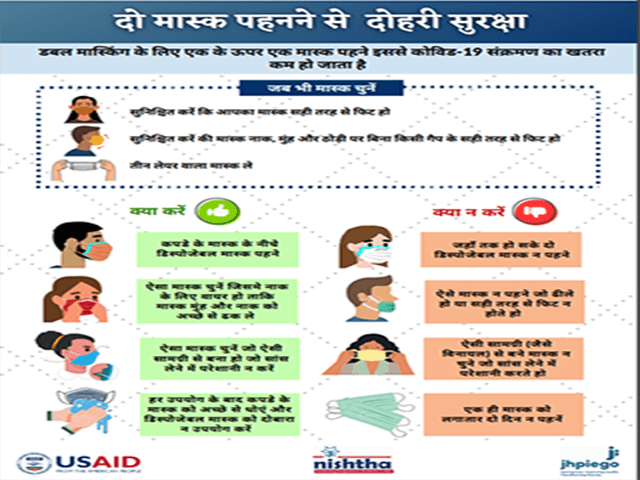 दो मास्क पहनने से दोहरी सुरक्षा
डबल मास्किंग के लिए एक के ऊपर एक मास्क पहने इससे कोविड-19 संक्रमण का खतरा
कम हो जाता है
जब भी मास्क चुनें
सुनिश्चित करें कि आपका मास्क सही तरह से फिट हो
सुनिश्चित करें की मास्क नाक, मुंह और ठोड़ी पर बिना किसी गैप के सही तरह से फिट हो
तीन लेयर वाला मास्क ले
क्या करें
कपडे के मास्क के नीचे
डिस्पोजेबल मास्क पहने
ऐसा मास्क चुनें जिसमे नाक
के लिए वायर हो ताकि
मास्क मुंह और नाक को
अच्छे से ढक ले
ऐसा मास्क चुनें जो ऐसी
सामग्री से बना हो जो सांस
लेने में परेशानी न करें
हर उपयोग के बाद कपडे के
मास्क को अच्छे से धोएं और
डिस्पोजेबल मास्क को दोबारा
न उपयोग करें
क्या न करें
जहाँ तक हो सके दो
डिस्पोजेबल मास्क न पहने
ऐसे मास्क न पहने जो ढीले
हो या सही तरह से फिट न
होते हो
ऐसी सामग्री (जैसे
विनायल) से बने मास्क न
चुने जो सांस लेने में
परेशानी करते हो
एक ही मास्क को
लगातार दो दिन न पहनें
USAID
FROM THE AMERICAN PEOPLE
nishtha
jhpiego